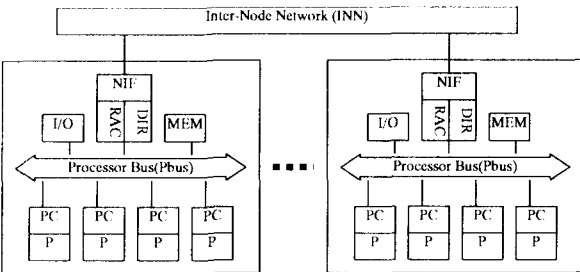 Inter-Node Network (INN)
NIF
RAC
DIR
I/O
MEM
Processor Bus(Pbus)
PC
PC
PC
PC
P
P
P
P
NIF
RAC
DIR
I/O
MEM
Processor Bus(Pbus)
PC
PC
PC
PC
P
P
P
P